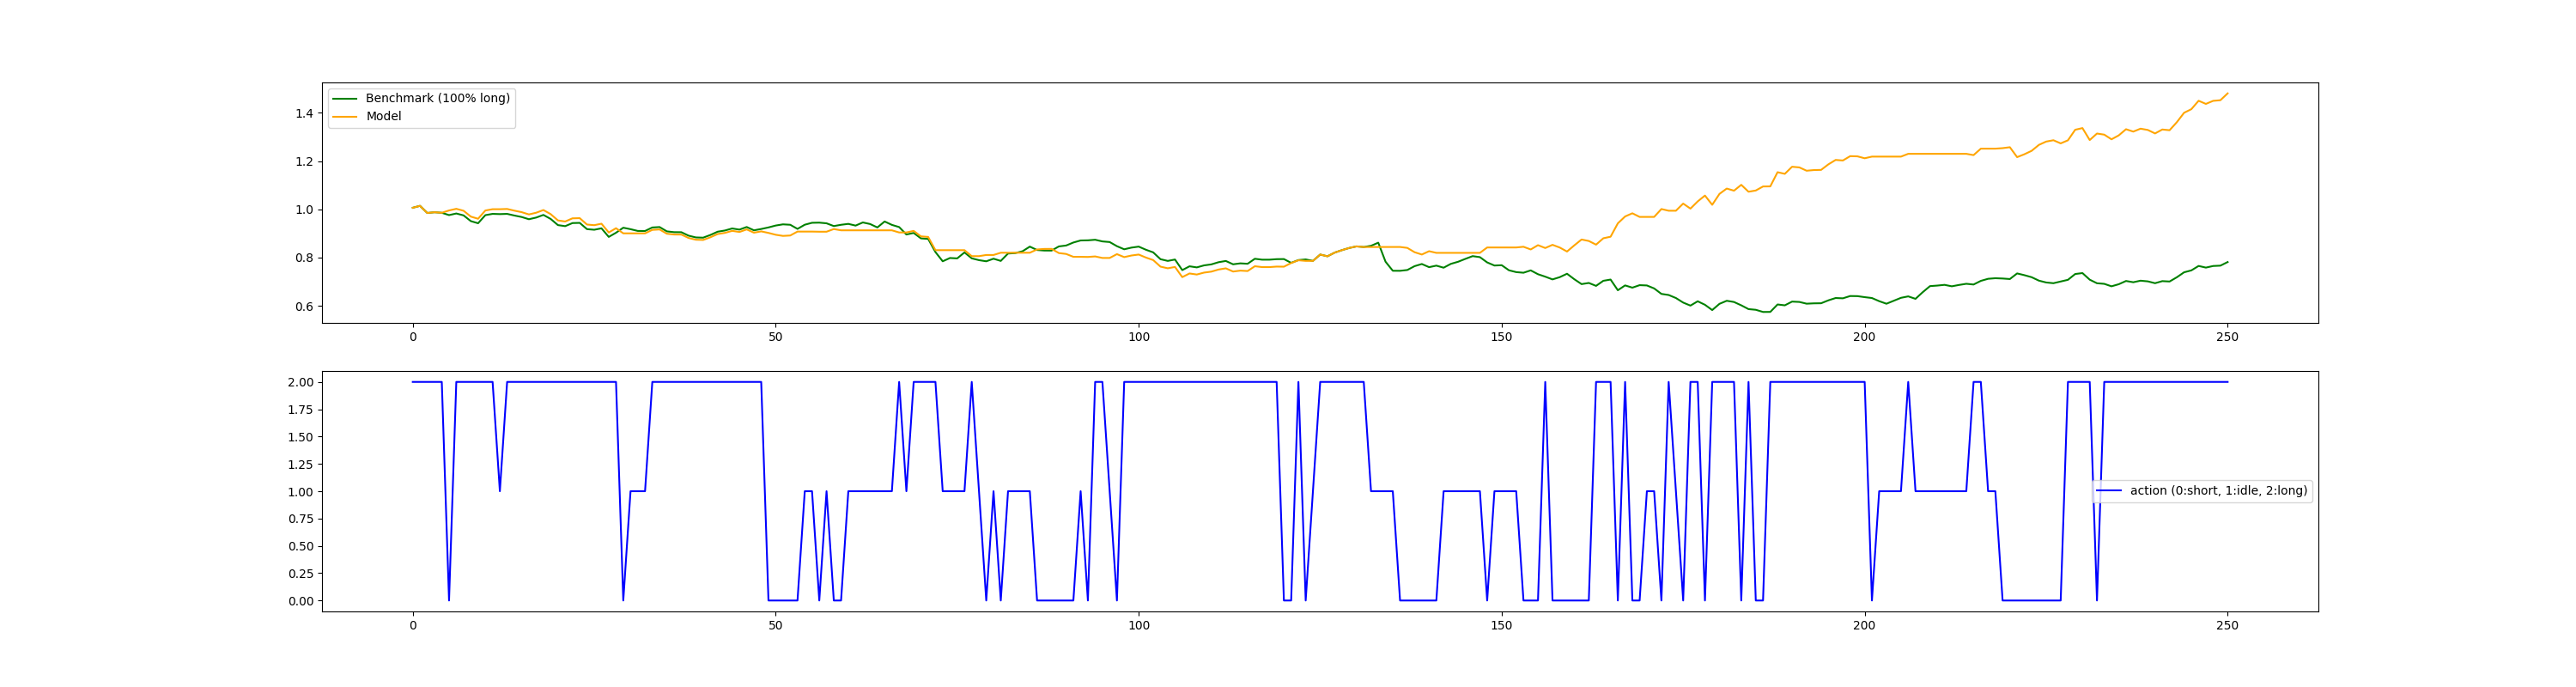 Benchmark (100% long)
Model
1.4
1.2
1.0
0.8
0.6
0 50 100 150 200 250
2.00
1.75
1.50
1.25
1.00
0.75
0.50
0.25
0.00
action (0:short, 1:idle, 2:long)
0 50 100 150 200 250